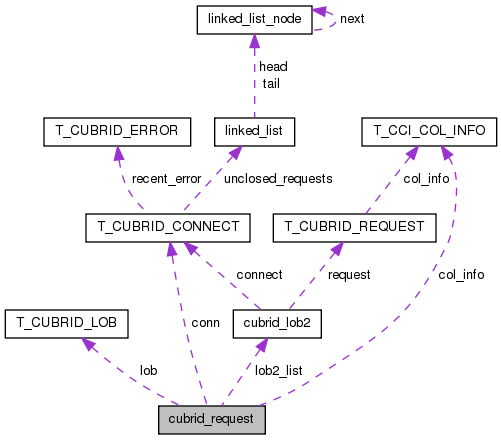 linked_list_node
next
head
tail
T_CUBRID_ERROR
linked_list
T_CCI_COL_INFO
recent_error
unclosed_requests
col_info
T_CUBRID_CONNECT
T_CUBRID_REQUEST
connect
request
col_info
T_CUBRID_LOB
conn
cubrid_lob2
lob
lob2_list
cubrid_request